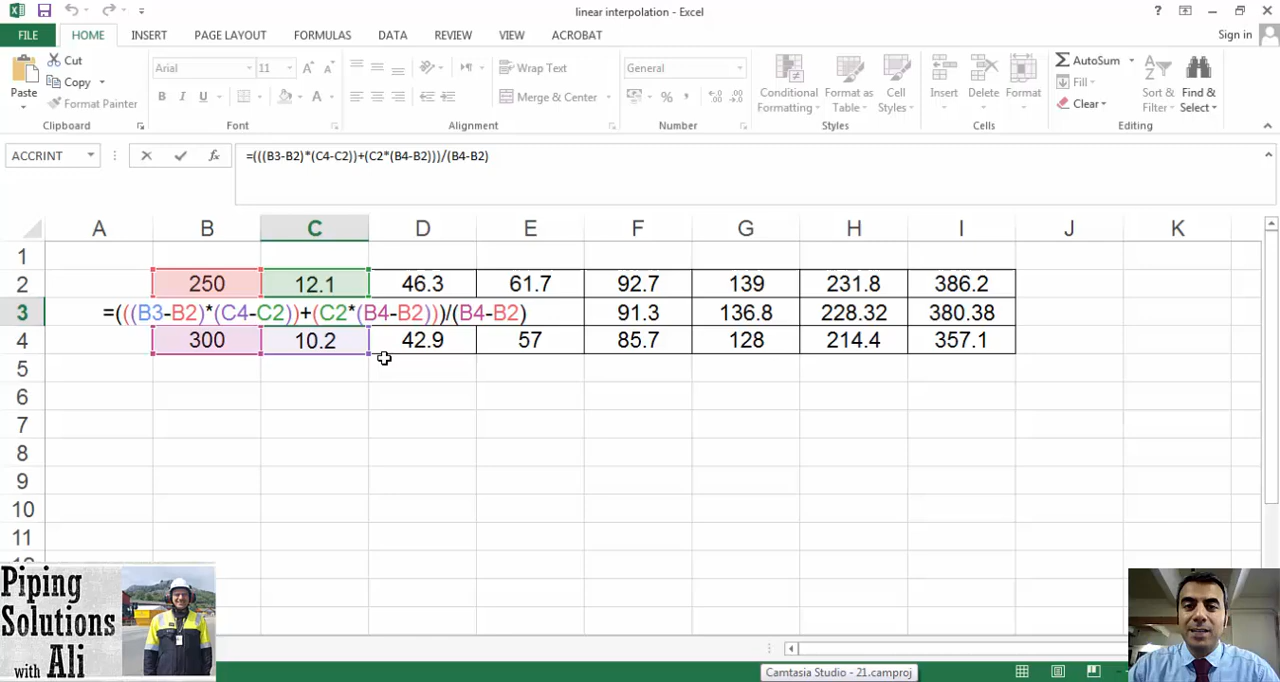 linear interpolation - Excel
FILE HOME INSERT PAGE LAYOUT FORMULAS DATA REVIEW VIEW ACROBAT Sign in
Paste Cut Copy Format Painter Clipboard
Arial 11 B I U A Font
Wrap Text Merge & Center Alignment
General % Number
Conditional Formatting Format as Table Cell Styles Styles
Insert Delete Format Cells
AutoSum Fill Clear Sort & Filter Find & Select Editing
ACCRINT fx =(((B3-B2)*(C4-C2))+(C2*(B4-B2)))/(B4-B2)
A B C D E F G H I J K
1
2 250 12.1 46.3 61.7 92.7 139 231.8 386.2
3 =(((B3-B2)*(C4-C2))+(C2*(B4-B2)))/(B4-B2) 91.3 136.8 228.32 380.38
4 300 10.2 42.9 57 85.7 128 214.4 357.1
5
6
7
8
9
10
11
Piping
Solutions
with Ali
Camtasia Studio - 21.camproj